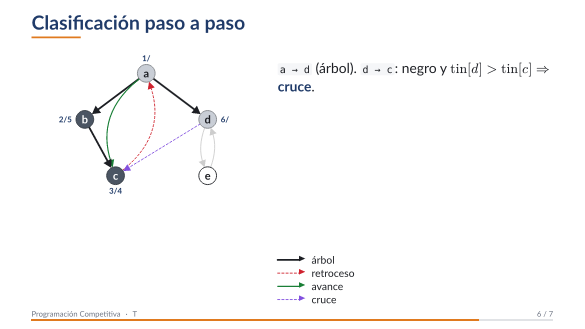 Clasificación paso a paso
1/
a
a → d (árbol). d → c: negro y tin[d] > tin[c] ⇒
cruce.
2/5 b d 6/
c e
3/4
árbol
retroceso
avance
cruce
Programación Competitiva · T 6 / 7